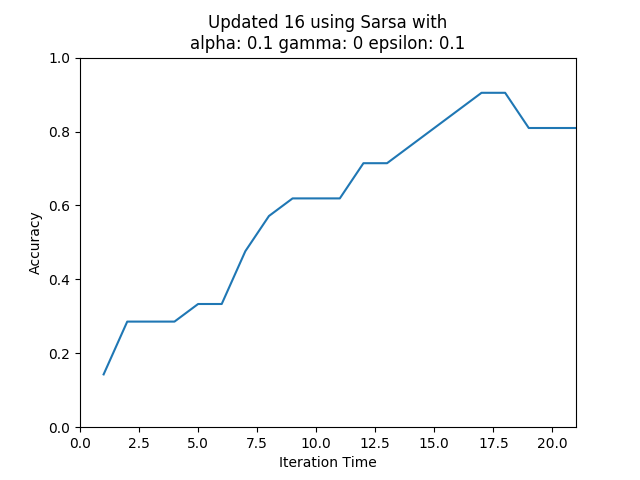 Updated 16 using Sarsa with
alpha: 0.1 gamma: 0 epsilon: 0.1
1.0
0.8
0.6
0.4
0.2
0.0
Accuracy
0.0 2.5 5.0 7.5 10.0 12.5 15.0 17.5 20.0
Iteration Time